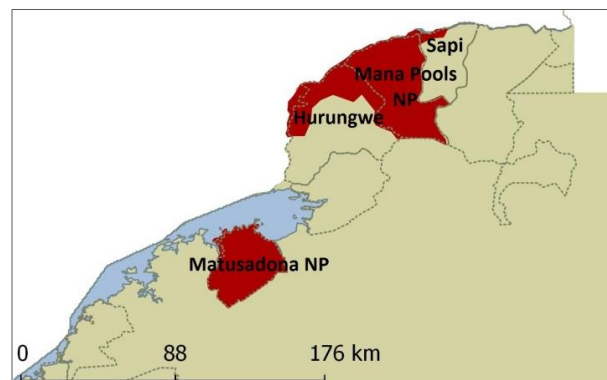 Sapi
Mana Pools
NP
Hurungwe
Matusadona NP
0 88 176 km